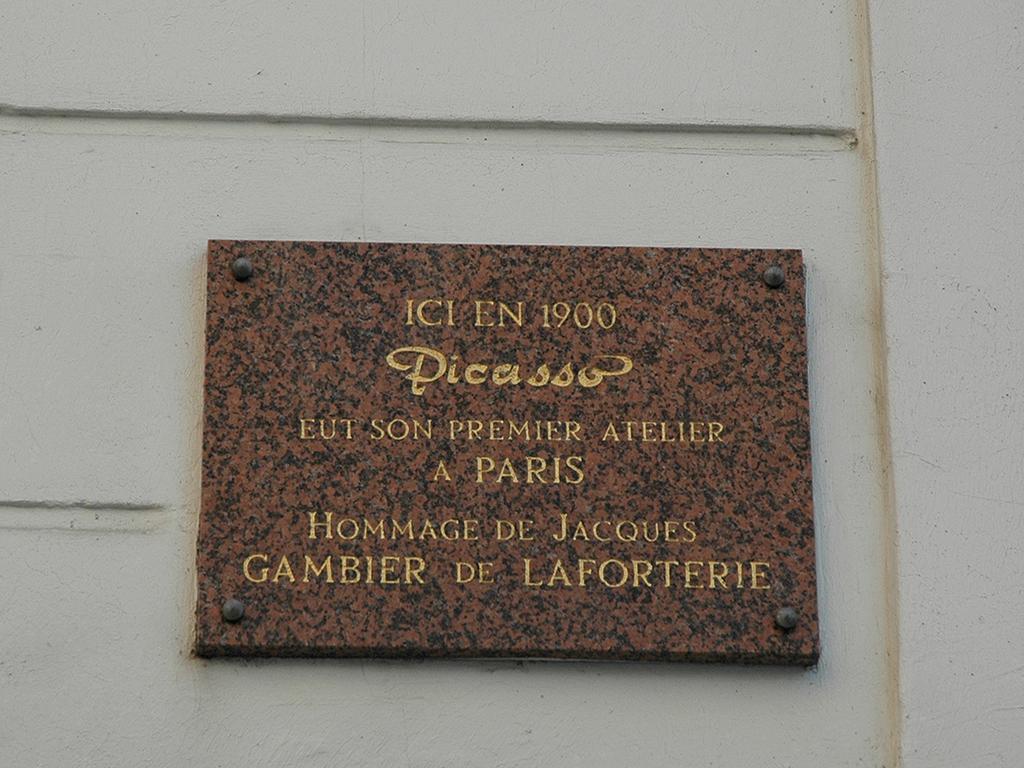 ICI EN 1900
Picasso
EUT SON PREMIER ATELIER
A PARIS
HOMMAGE DE JACQUES
GAMBIER DE LAFORTERIE